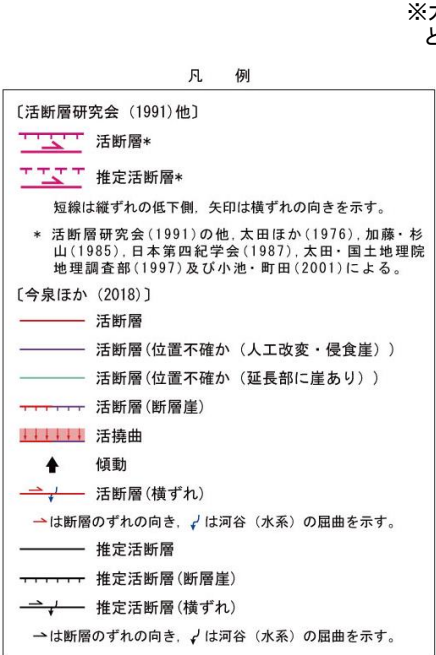 ※
と
凡 例
〔活断層研究会（1991)他〕
活断層*
推定活断層*
短線は縦ずれの低下側，矢印は横ずれの向きを示す。
* 活断層研究会(1991)の他,太田ほか(1976),加藤・杉
山(1985),日本第四紀学会(1987),太田・国土地理院
地理調査部(1997)及び小池・町田(2001)による。
〔今泉ほか（2018)〕
活断層
活断層(位置不確か（人工改変・侵食崖））
活断層(位置不確か（延長部に崖あり））
活断層(断層崖)
活撓曲
傾動
活断層(横ずれ)
→は断層のずれの向き，は河谷（水系）の屈曲を示す。
推定活断層
推定活断層(断層崖)
推定活断層(横ずれ)
→は断層のずれの向き，は河谷（水系）の屈曲を示す。